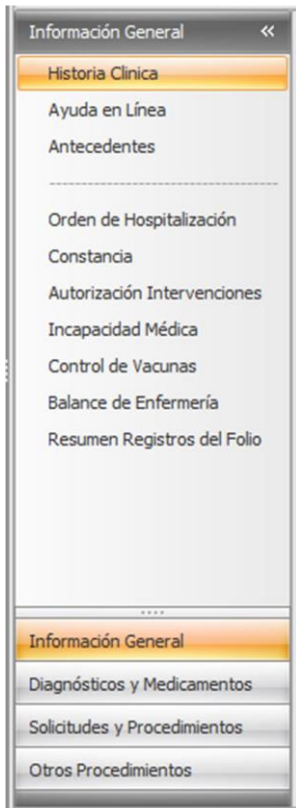 Información General «
Historia Clinica
Ayuda en Línea
Antecedentes
Orden de Hospitalización
Constancia
Autorización Intervenciones
Incapacidad Médica
Control de Vacunas
Balance de Enfermería
Resumen Registros del Folio
Información General
Diagnósticos y Medicamentos
Solicitudes y Procedimientos
Otros Procedimientos